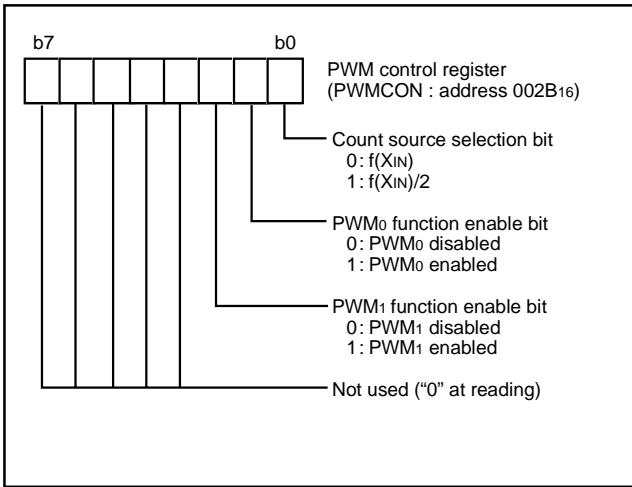 b7 b0
PWM control register
(PWMCON : address 002B16)
Count source selection bit
0: f(XIN)
1: f(XIN)/2
PWM0 function enable bit
0: PWM0 disabled
1: PWM0 enabled
PWM1 function enable bit
0: PWM1 disabled
1: PWM1 enabled
Not used (“0” at reading)